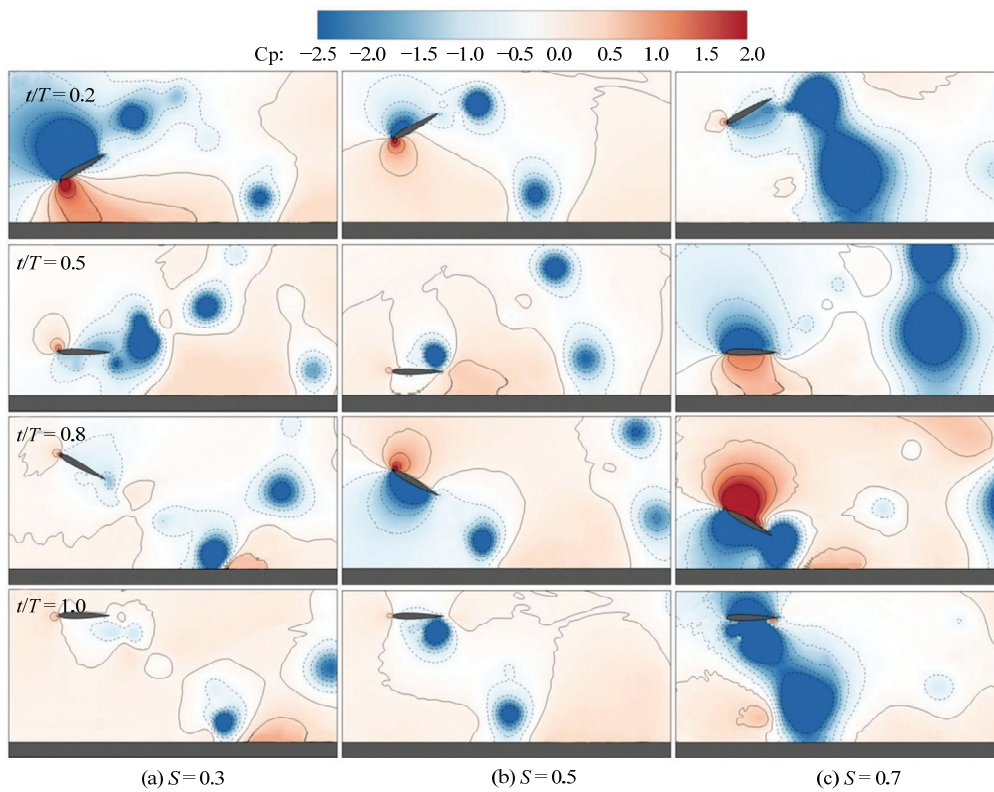 Cp: −2.5 −2.0 −1.5 −1.0 −0.5 0.0 0.5 1.0 1.5 2.0
t/T = 0.2
t/T = 0.5
t/T = 0.8
t/T = 1.0
(a) S = 0.3 (b) S = 0.5 (c) S = 0.7